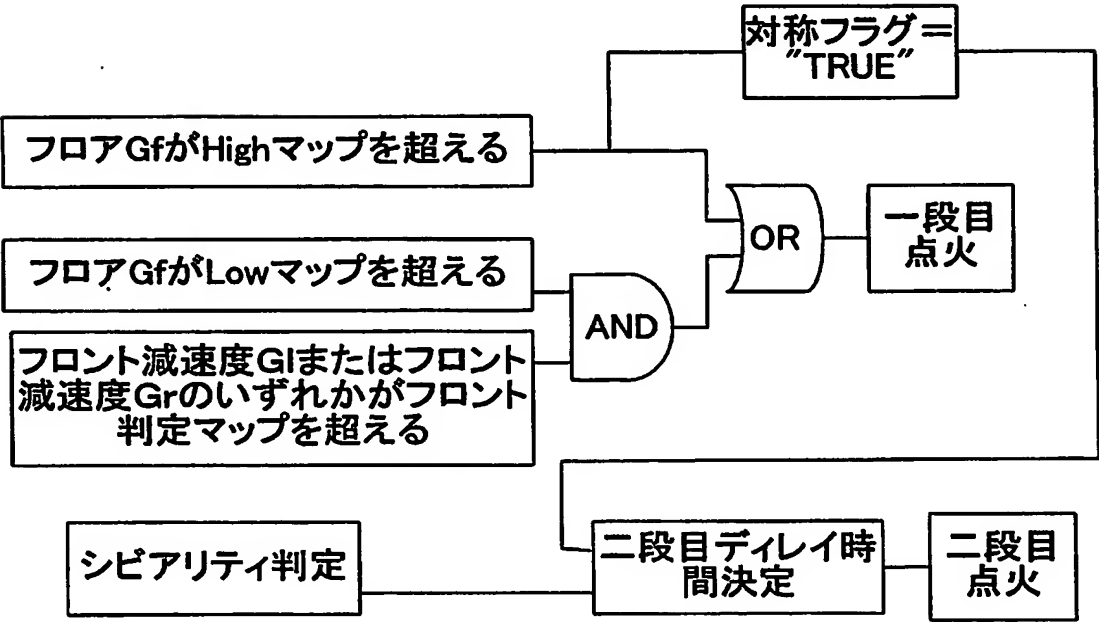 対称フラグ＝
"TRUE"
フロアGfがHighマップを超える
フロアGfがLowマップを超える
フロント減速度Glまたはフロント
減速度Grのいずれかがフロント
判定マップを超える
AND
OR
一段目
点火
シビアリティ判定
二段目ディレイ時
間決定
二段目
点火